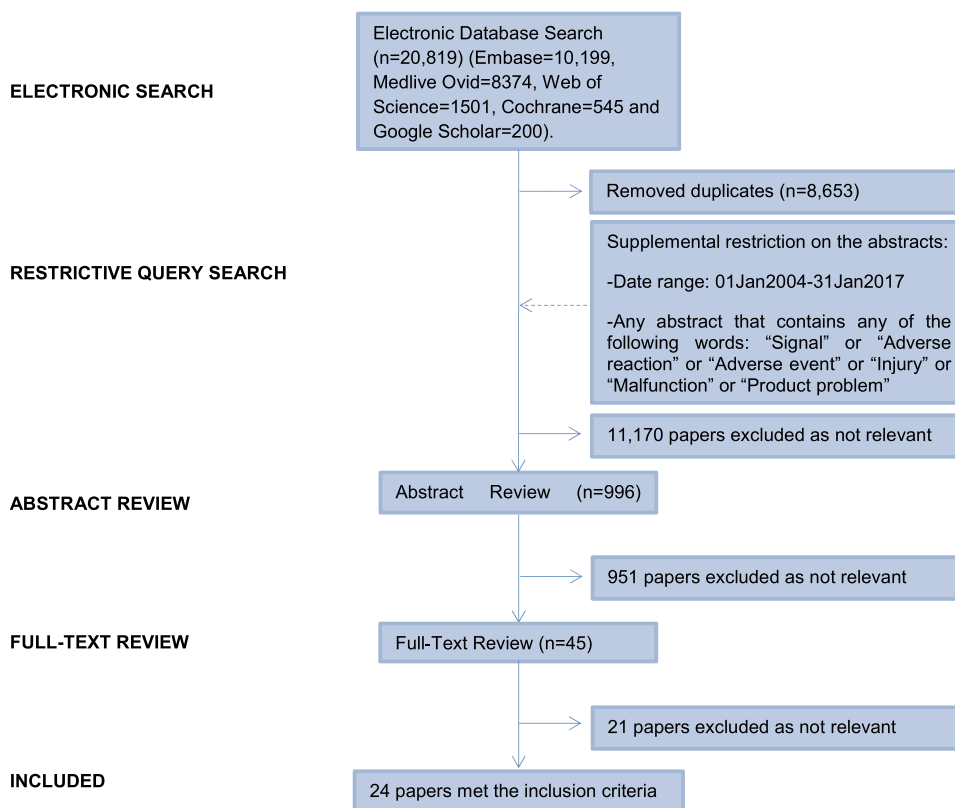 Electronic Database Search
(n=20,819) (Embase=10,199,
Medlive Ovid=8374, Web of
Science=1501, Cochrane=545 and
Google Scholar=200).
ELECTRONIC SEARCH
Removed duplicates (n=8,653)
RESTRICTIVE QUERY SEARCH
Supplemental restriction on the abstracts:
-Date range: 01Jan2004-31Jan2017
-Any abstract that contains any of the
following words: “Signal” or “Adverse
reaction” or “Adverse event” or “Injury” or
“Malfunction” or “Product problem”
11,170 papers excluded as not relevant
ABSTRACT REVIEW
Abstract Review (n=996)
951 papers excluded as not relevant
FULL-TEXT REVIEW
Full-Text Review (n=45)
21 papers excluded as not relevant
INCLUDED
24 papers met the inclusion criteria